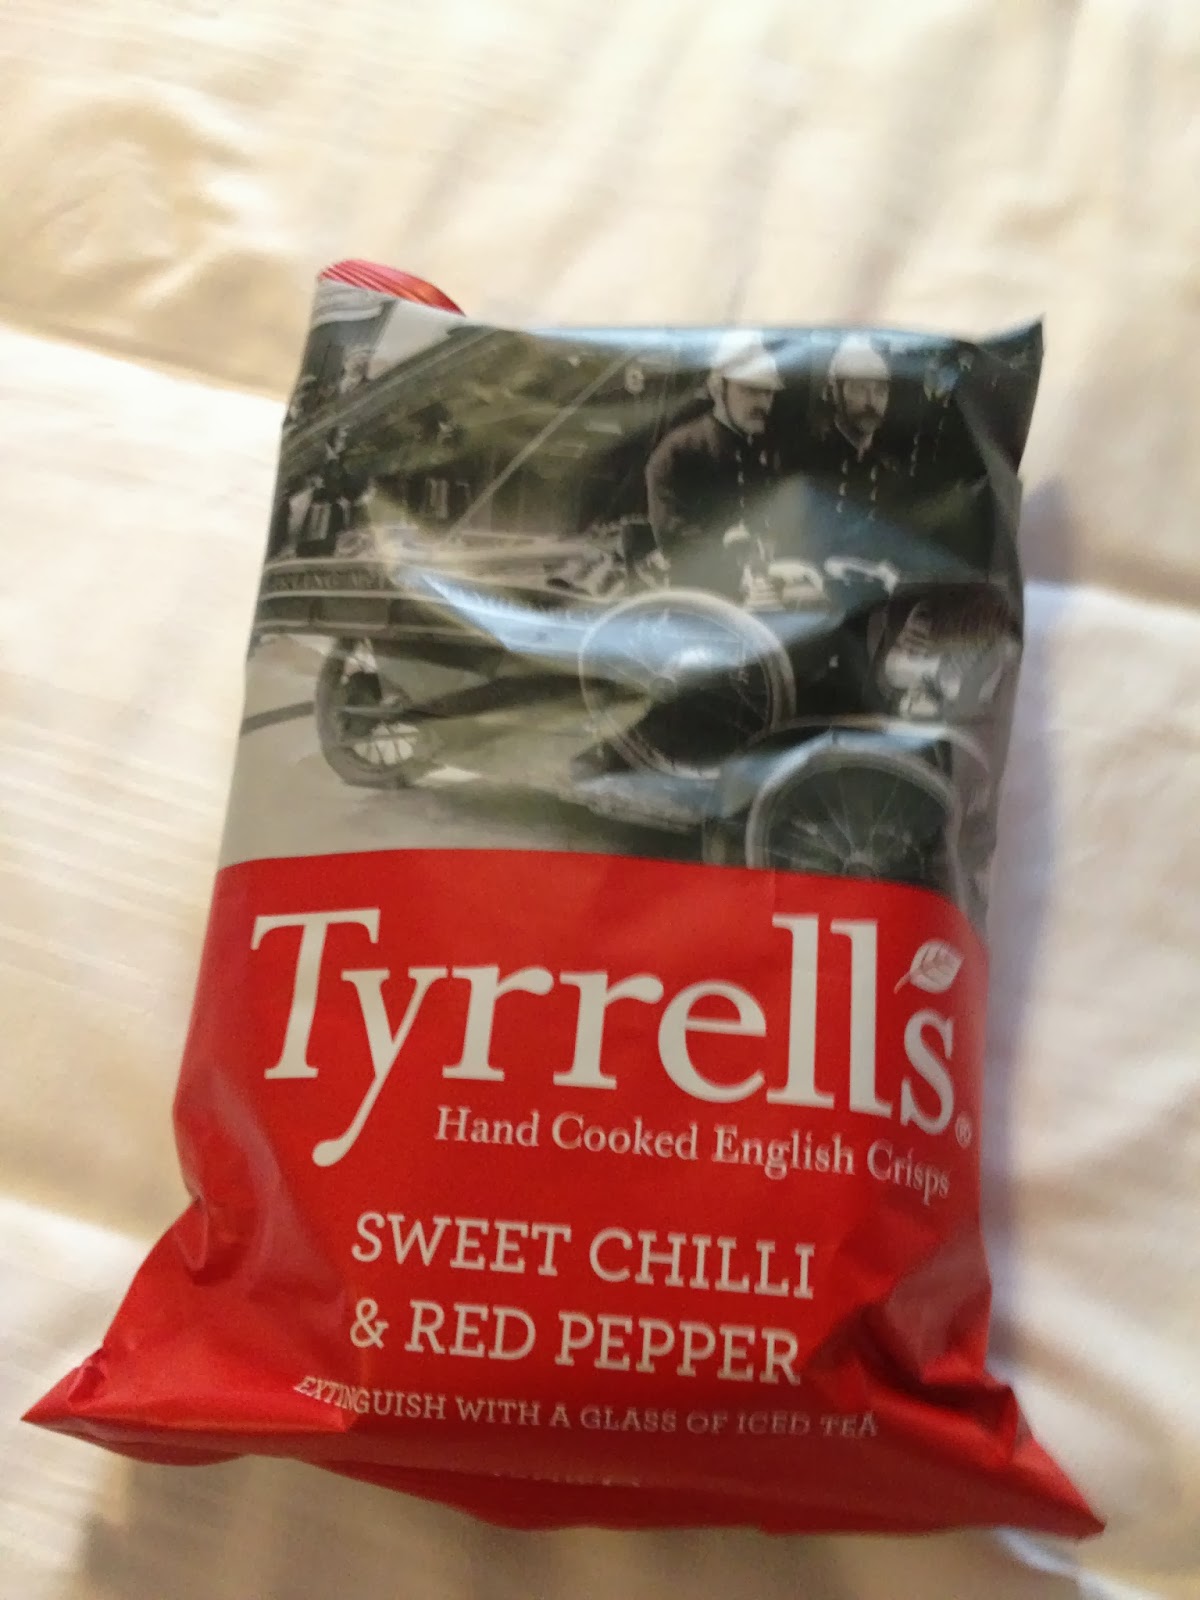 Tyrrells®
Hand Cooked English Crisps
SWEET CHILLI
& RED PEPPER
EXTINGUISH WITH A GLASS OF ICED TEA